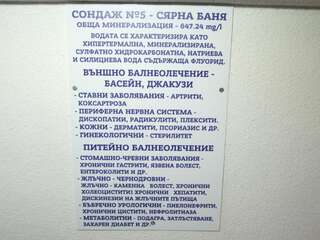 СОНДАЖ №5 - СЯРНА БАНЯ
ОБЩА МИНЕРАЛИЗАЦИЯ - 647.24 mg/l
ВОДАТА СЕ ХАРАКТЕРИЗИРА КАТО
ХИПЕРТЕРМАЛНА, МИНЕРАЛИЗИРАНА,
СУЛФАТНО ХИДРОКАРБОНАТНА, НАТРИЕВА
И СИЛИЦИЕВА ВОДА СЪДЪРЖАЩА ФЛУОРИД.
ВЪНШНО БАЛНЕОЛЕЧЕНИЕ -
БАСЕЙН, ДЖАКУЗИ
- СТАВНИ ЗАБОЛЯВАНИЯ - АРТРИТИ,
КОКСАРТРОЗА
- ПЕРИФЕРНА НЕРВНА СИСТЕМА -
ДИСКОПАТИИ, РАДИКУЛИТИ, ПЛЕКСИТИ.
- КОЖНИ - ДЕРМАТИТИ, ПСОРИАЗИС И ДР.
- ГИНЕКОЛОГИЧНИ - СТЕРИЛИТЕТ
ПИТЕЙНО БАЛНЕОЛЕЧЕНИЕ
- СТОМАШНО-ЧРЕВНИ ЗАБОЛЯВАНИЯ -
ХРОНИЧНИ ГАСТРИТИ, ЯЗВЕНА БОЛЕСТ,
ЕНТЕРОКОЛИТИ И ДР.
- ЖЛЪЧНО - ЧЕРНОДРОБНИ -
ЖЛЪЧНО - КАМЕННА БОЛЕСТ, ХРОНИЧНИ
ХОЛЕЦИСТИТИ, ХРОНИЧНИ ХЕПАТИТИ,
ДИСКИНЕЗИИ НА ЖЛЪЧНИТЕ ПЪТИЩА
- БЪБРЕЧНО УРОЛОГИЧНИ - ПИЕЛОНЕФРИТИ,
ХРОНИЧНИ ЦИСТИТИ, НЕФРОЛИТИАЗА
- МЕТАБОЛИТНИ - ПОДАГРА, ЗАТЛЪСТЯВАНЕ,
ЗАХАРЕН ДИАБЕТ И ДР.